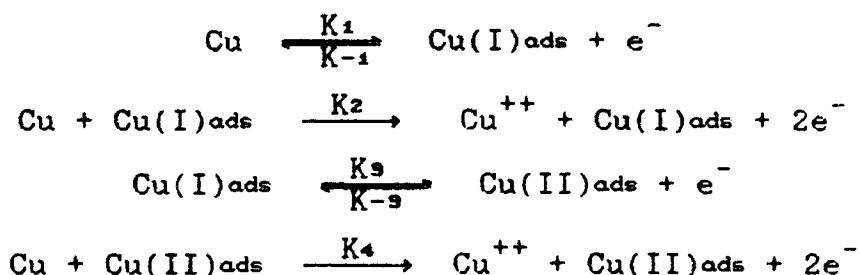 Cu ⇌ Cu(I)ads + e⁻ K1 K-1
Cu + Cu(I)ads →K2 Cu⁺⁺ + Cu(I)ads + 2e⁻
Cu(I)ads ⇌ Cu(II)ads + e⁻ K3 K-3
Cu + Cu(II)ads →K4 Cu⁺⁺ + Cu(II)ads + 2e⁻